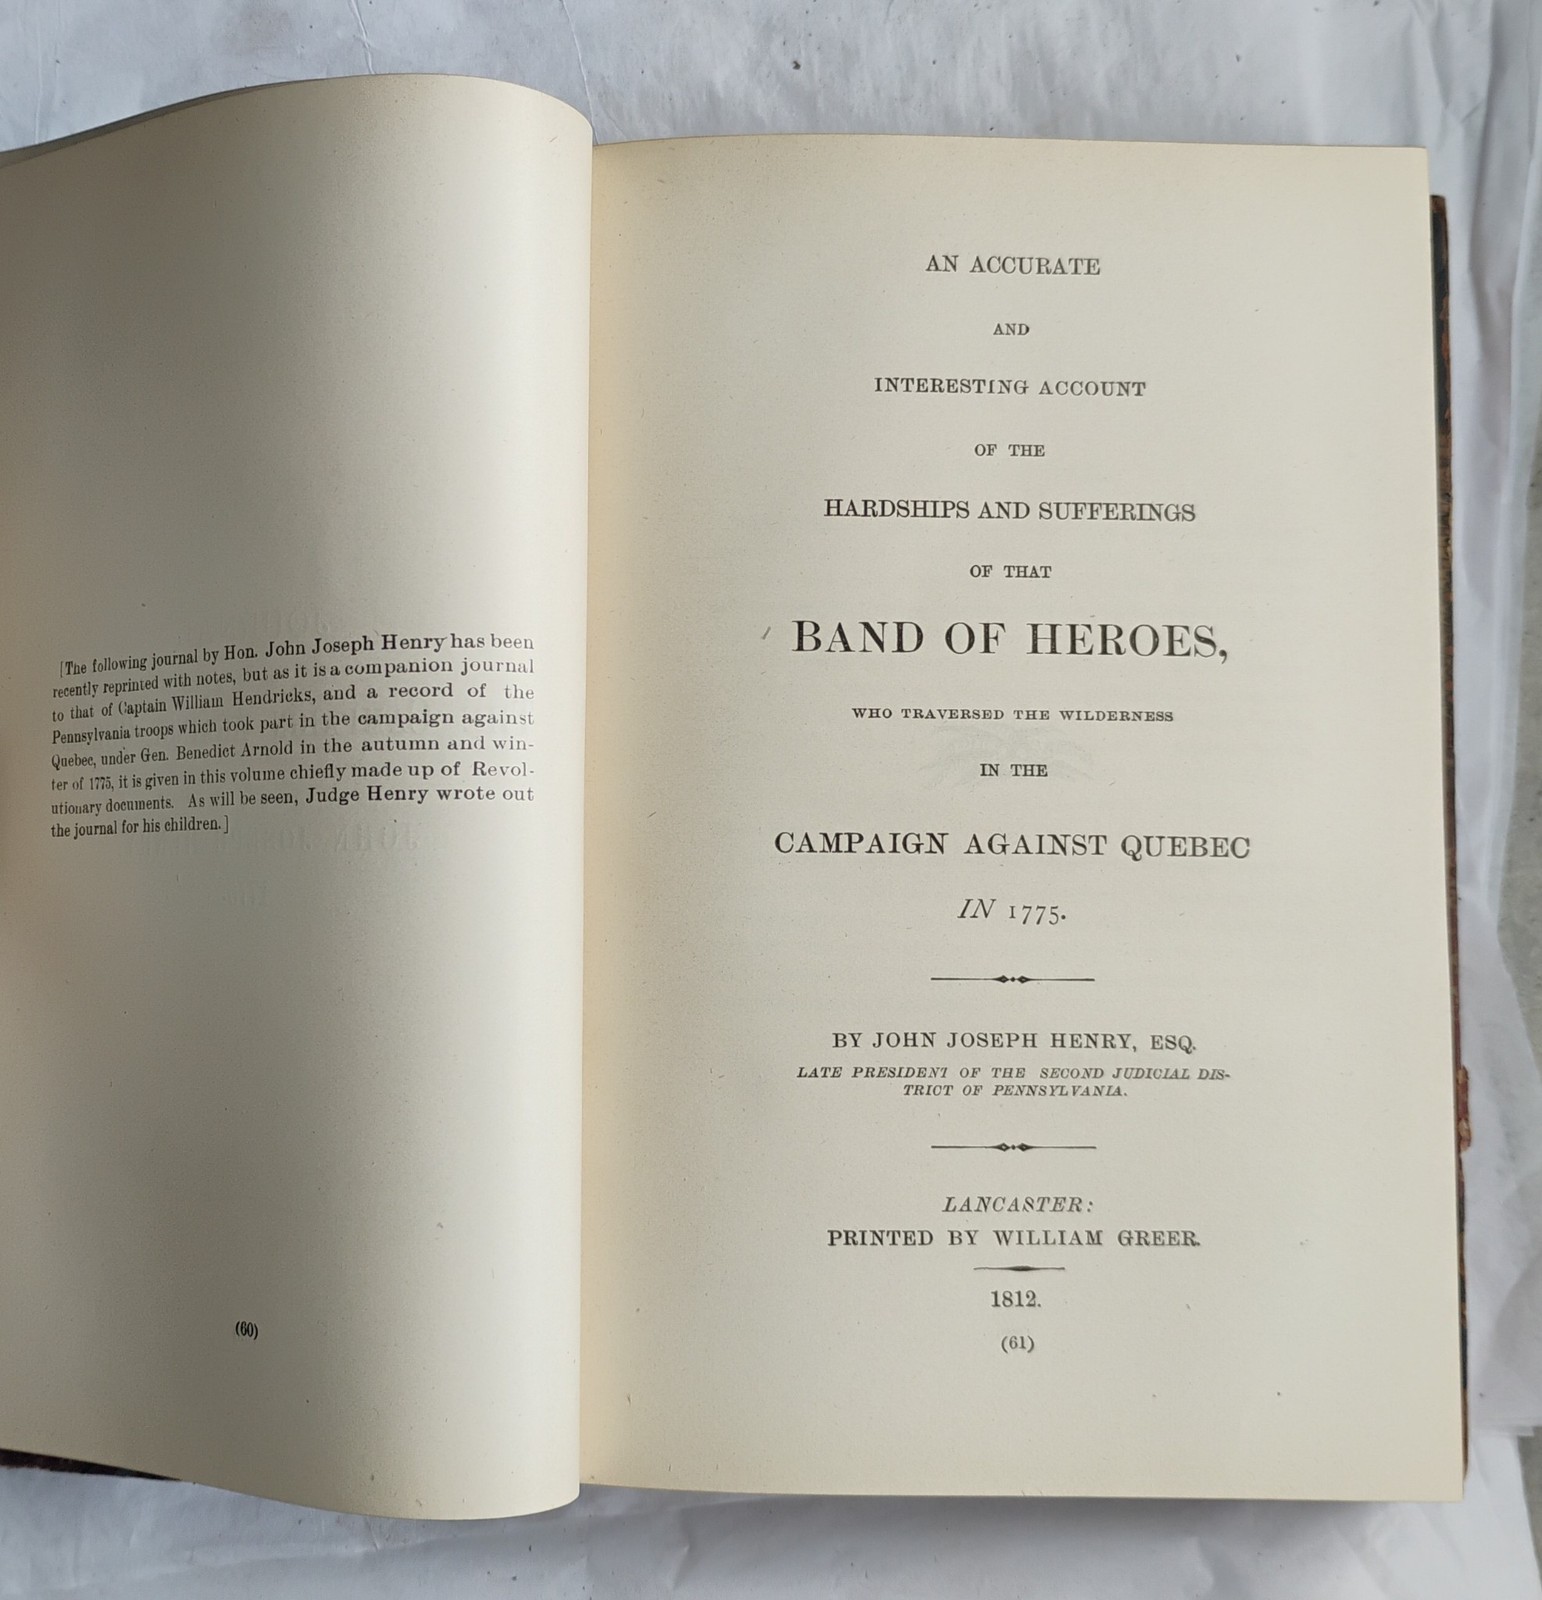 [The following journal by Hon. John Joseph Henry has been
recently reprinted with notes, but as it is a companion journal
to that of Captain William Hendricks, and a record of the
Pennsylvania troops which took part in the campaign against
Quebec, under Gen. Benedict Arnold in the autumn and win-
ter of 1775, it is given in this volume chiefly made up of Revol-
utionary documents. As will be seen, Judge Henry wrote out
the journal for his children.]
(60)
AN ACCURATE
AND
INTERESTING ACCOUNT
OF THE
HARDSHIPS AND SUFFERINGS
OF THAT
BAND OF HEROES,
WHO TRAVERSED THE WILDERNESS
IN THE
CAMPAIGN AGAINST QUEBEC
IN 1775.
BY JOHN JOSEPH HENRY, ESQ.
LATE PRESIDENT OF THE SECOND JUDICIAL DIS-
TRICT OF PENNSYLVANIA.
LANCASTER:
PRINTED BY WILLIAM GREER.
1812.
(61)